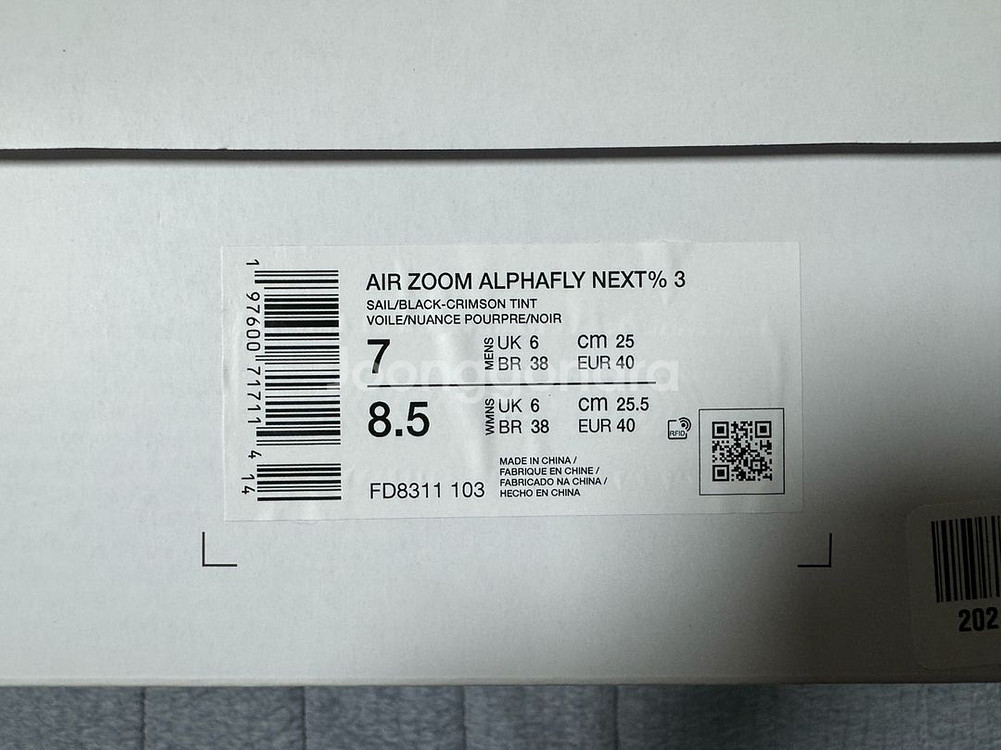 AIR ZOOM ALPHAFLY NEXT% 3
SAIL/BLACK-CRIMSON TINT
VOILE/NUANCE POURPRE/NOIR
7 MENS UK 6 cm 25
BR 38 EUR 40
joongonara
8.5 WMNS UK 6 cm 25.5
BR 38 EUR 40
RFID
MADE IN CHINA /
FABRIQUE EN CHINE /
FABRICADO NA CHINA /
HECHO EN CHINA
FD8311 103
1 97600 71711 4 14
202